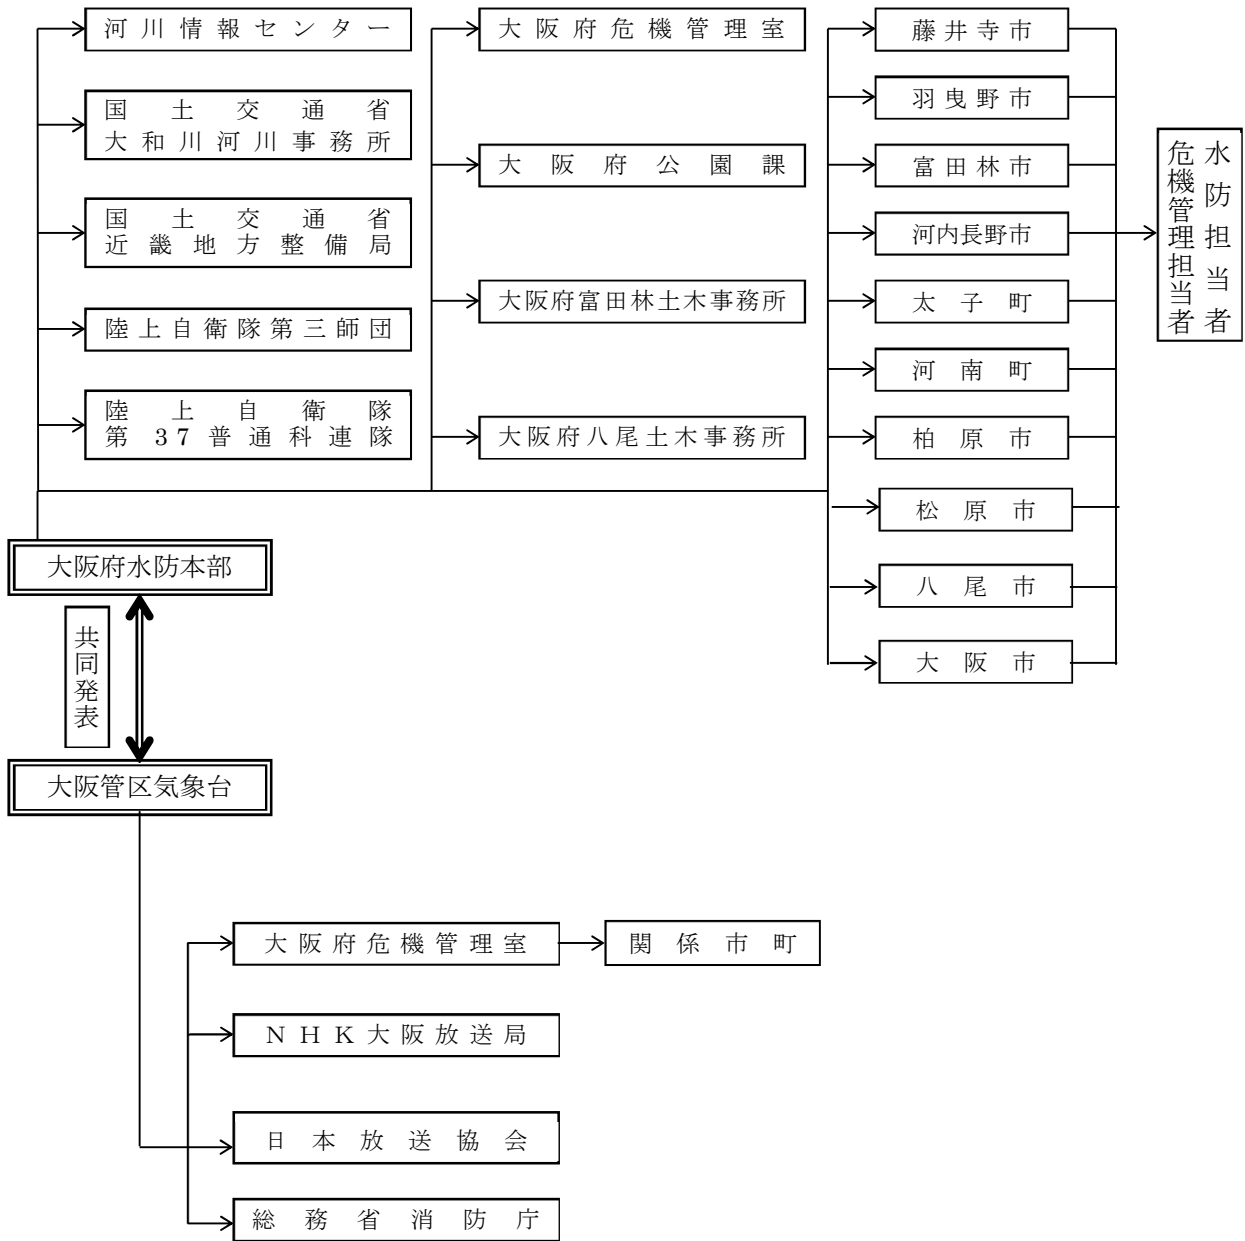 河川情報センター
国土交通省
大和川河川事務所
国土交通省
近畿地方整備局
陸上自衛隊第三師団
陸上自衛隊
第37普通科連隊
大阪府危機管理室
大阪府公園課
大阪府富田林土木事務所
大阪府八尾土木事務所
藤井寺市
羽曳野市
富田林市
河内長野市
太子町
河南町
柏原市
松原市
八尾市
大阪市
水防担当者
危機管理担当者
大阪府水防本部
共同発表
大阪管区気象台
大阪府危機管理室
関係市町
NHK大阪放送局
日本放送協会
総務省消防庁